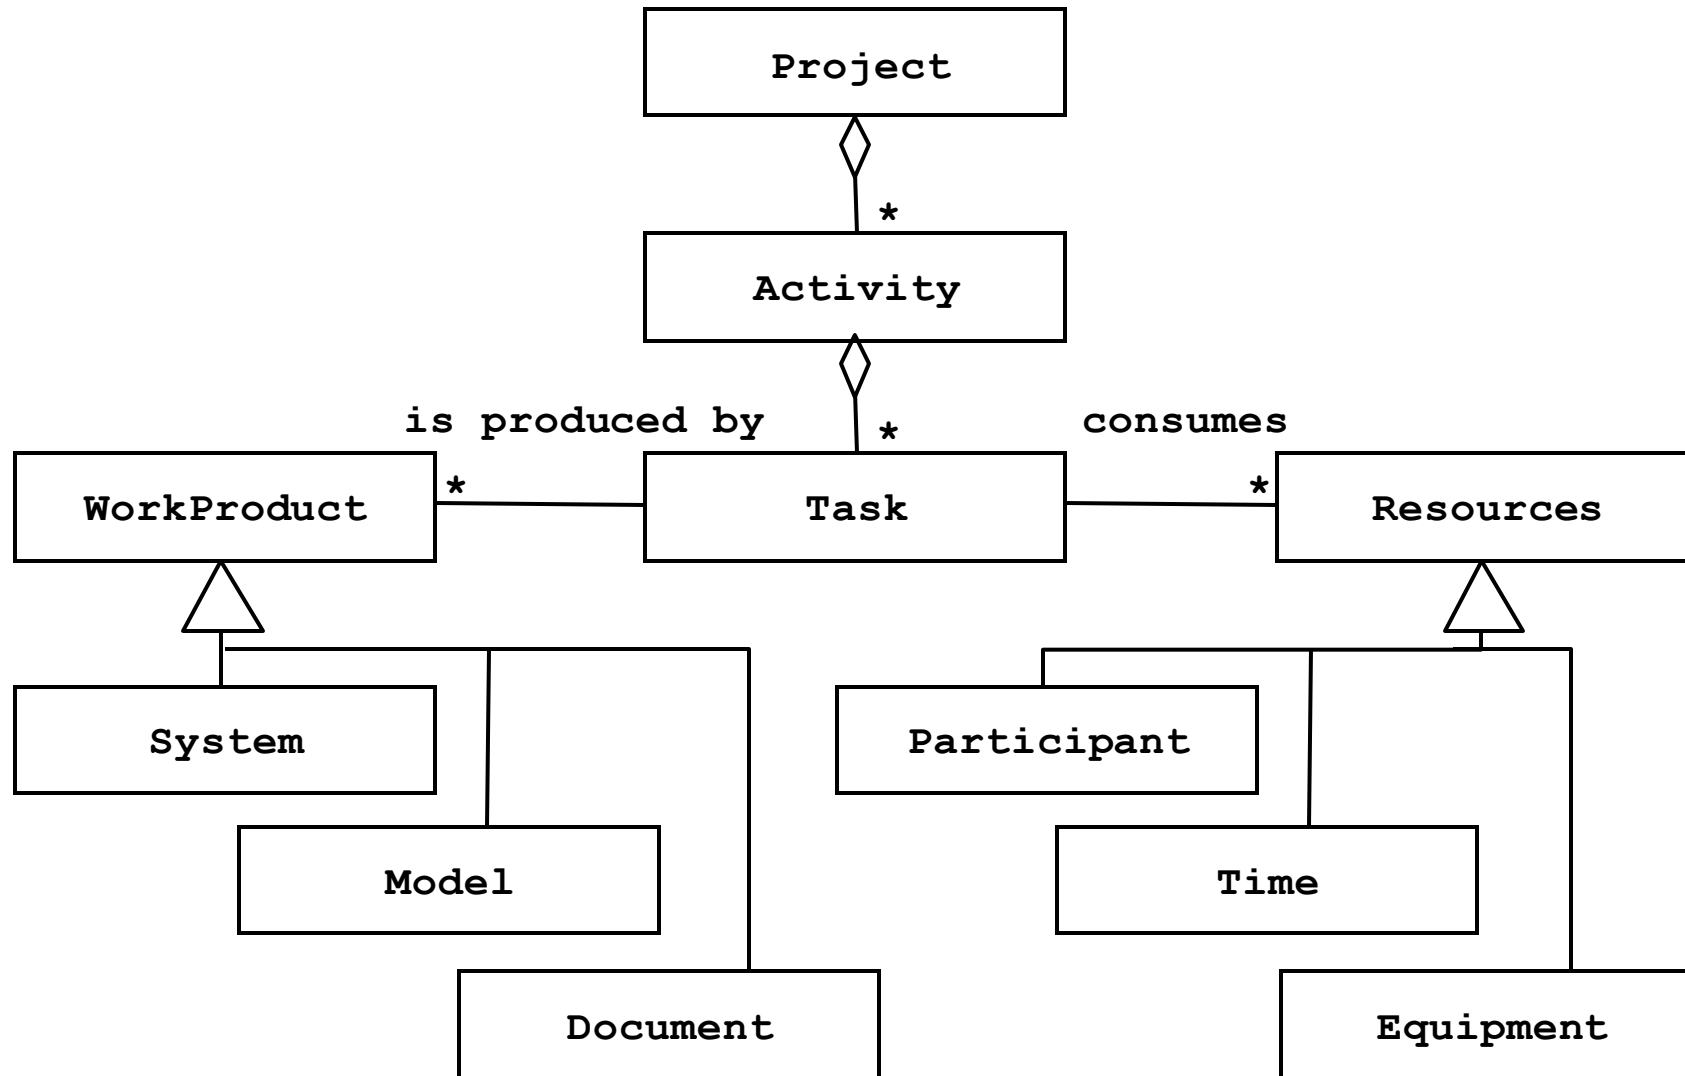 Project
*
Activity
is produced by
*
consumes
WorkProduct
*
Task
*
Resources
System
Participant
Model
Time
Document
Equipment